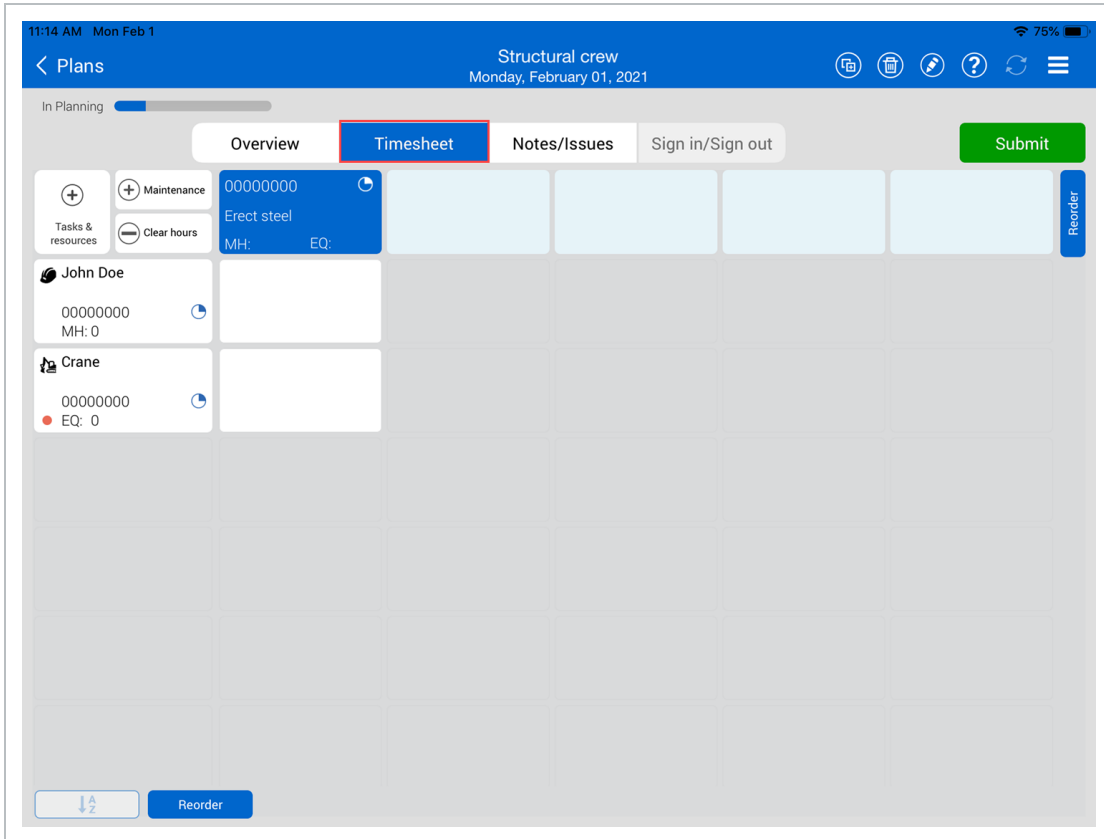 11:14 AM Mon Feb 1
75%
Plans
Structural crew
Monday, February 01, 2021
In Planning
Overview
Timesheet
Notes/Issues
Sign in/Sign out
Submit
Tasks &
resources
Maintenance
Clear hours
00000000
Erect steel
MH: EQ:
Reorder
John Doe
00000000
MH: 0
Crane
00000000
EQ: 0
A
Z
Reorder